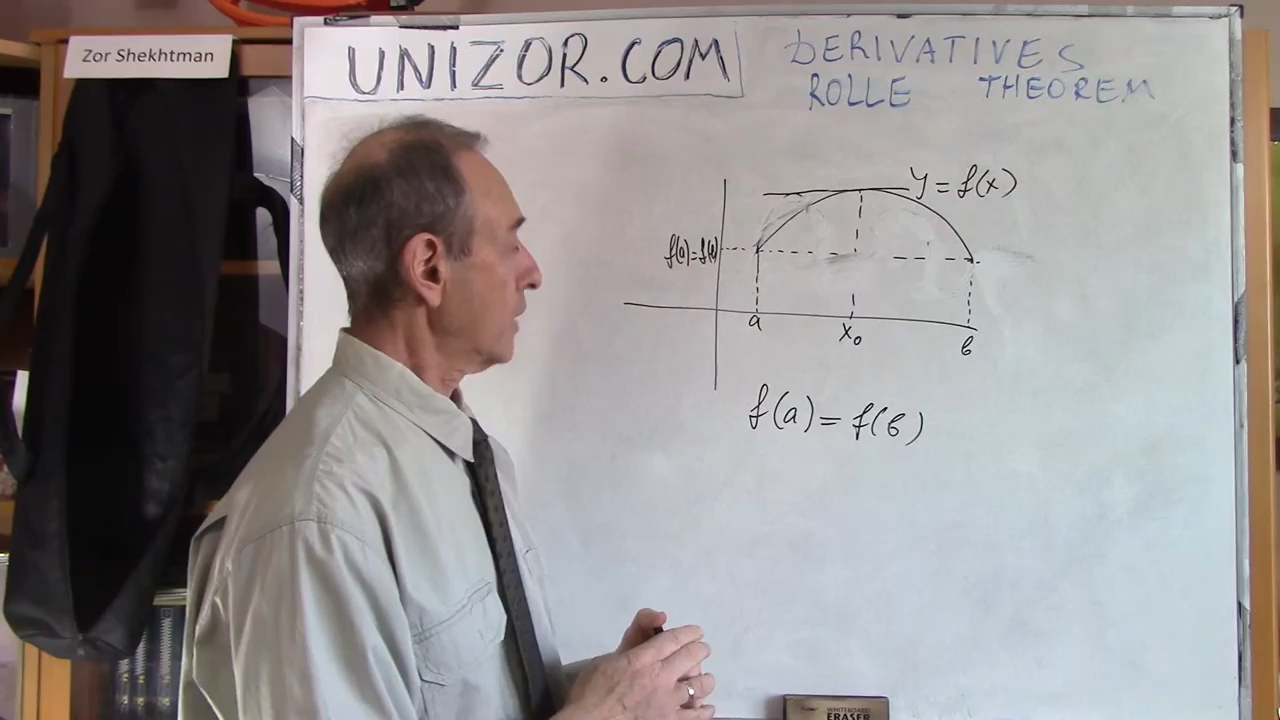 Zor Shekhtman
UNIZOR.COM
DERIVATIVES
ROLLE THEOREM
y = f(x)
f(a) = f(b)
a
x₀
b
f(a) = f(b)
WHITEBOARD
ERASER